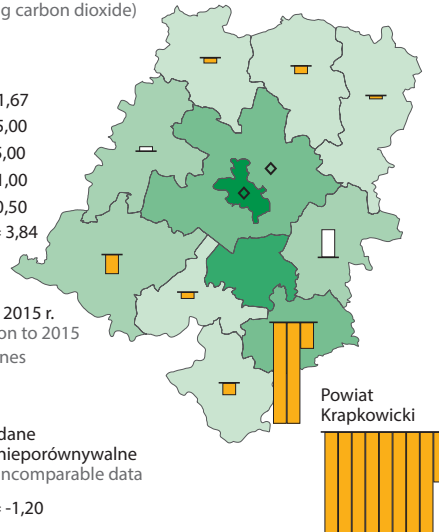 g carbon dioxide)
1,67
5,00
5,00
1,00
0,50
= 3,84
2015 r.
on to 2015
nes
Powiat
Krapkowicki
dane
nieporównywalne
incomparable data
= -1,20